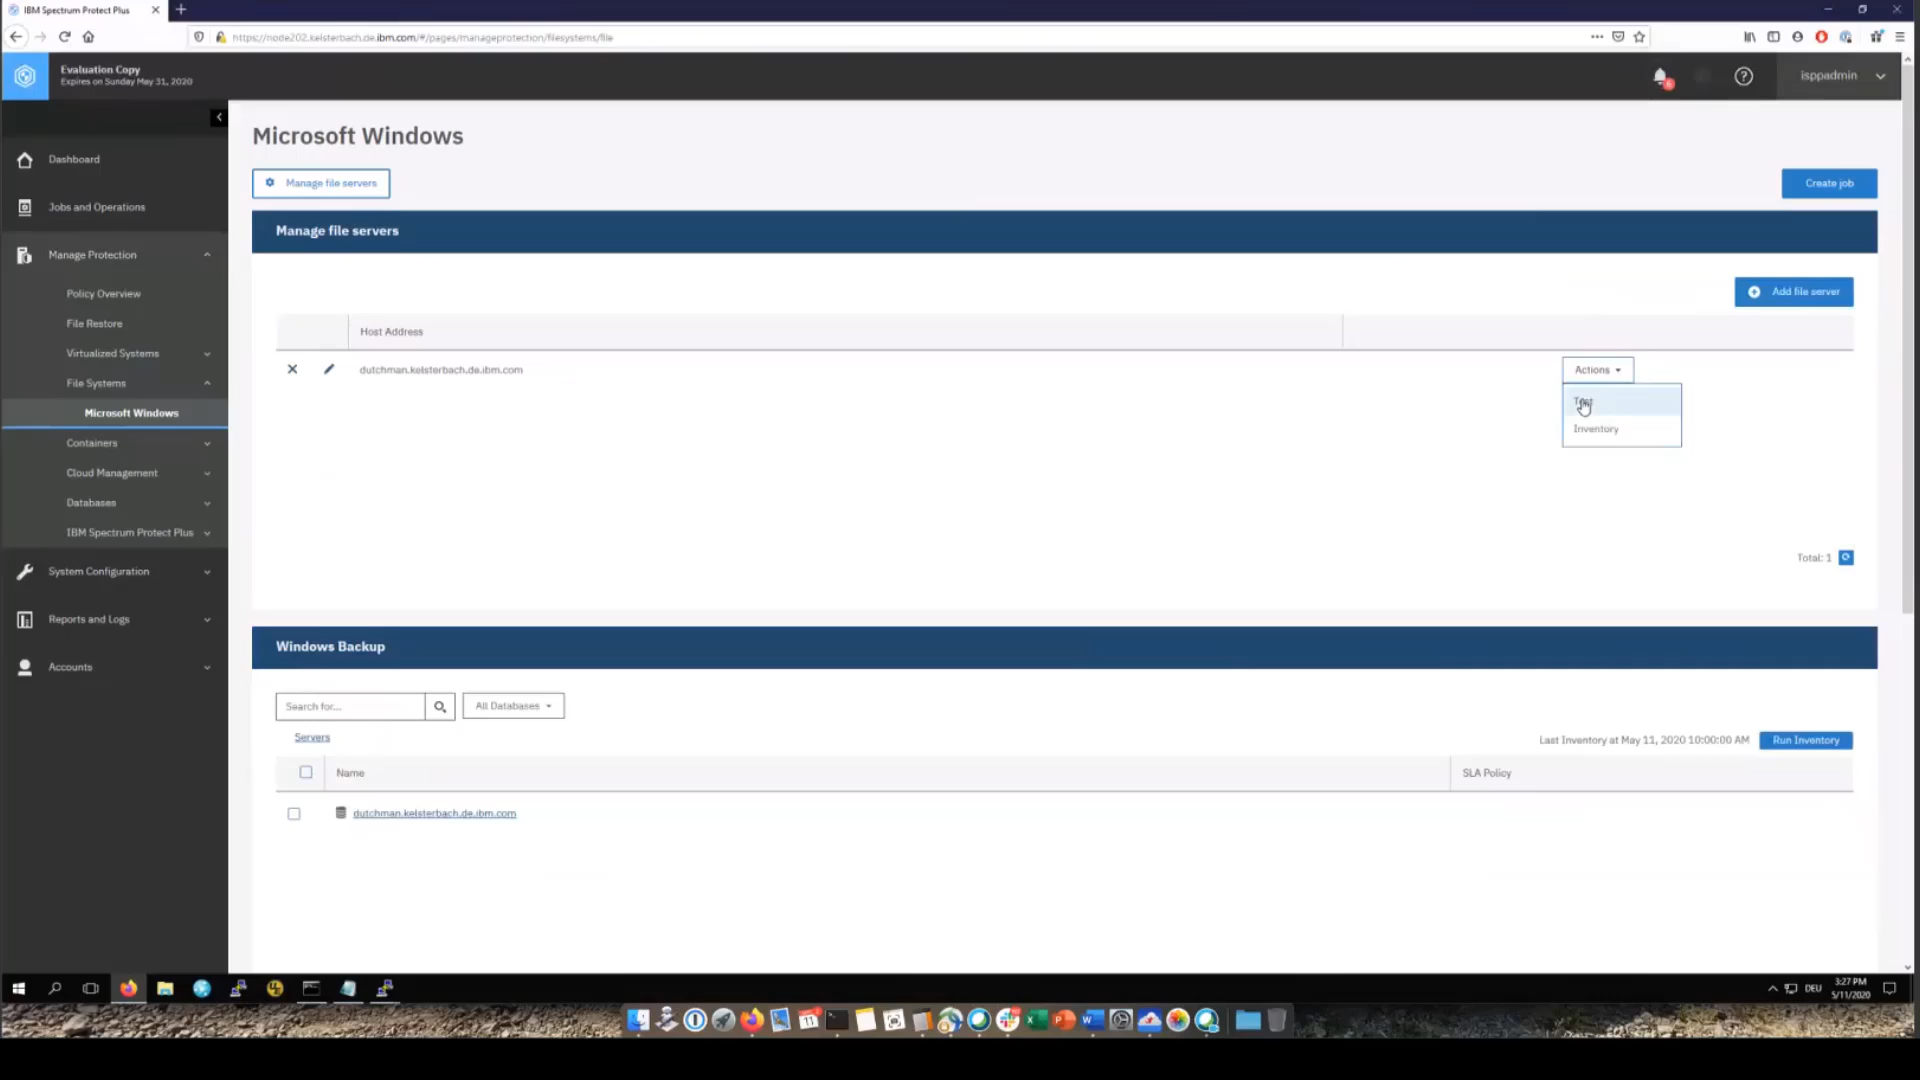 IBM Spectrum Protect Plus
https://node202.kelsterbach.de.ibm.com/#/pages/manageprotection/filesystems/file
Evaluation Copy
Expires on Sunday May 31, 2020
isppadmin
Dashboard
Jobs and Operations
Manage Protection
Policy Overview
File Restore
Virtualized Systems
File Systems
Microsoft Windows
Containers
Cloud Management
Databases
IBM Spectrum Protect Plus
System Configuration
Reports and Logs
Accounts
Microsoft Windows
Manage file servers
Create job
Manage file servers
Add file server
Host Address
dutchman.kelsterbach.de.ibm.com
Actions
Test
Inventory
Total: 1
Windows Backup
Search for...
All Databases
Servers
Last Inventory at May 11, 2020 10:00:00 AM
Run Inventory
Name
SLA Policy
dutchman.kelsterbach.de.ibm.com
DEU
3:27 PM
5/11/2020